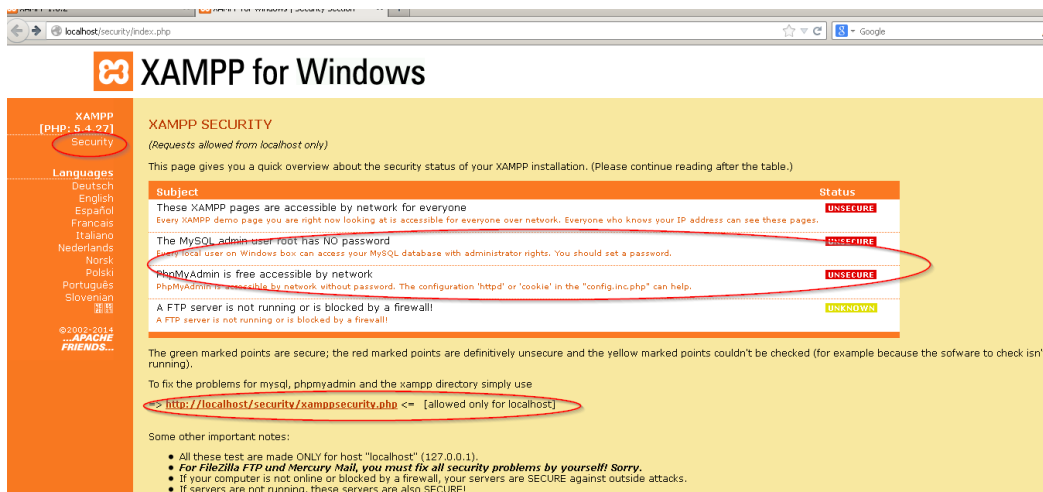 XAMPP for Windows | Security Section
localhost/security/index.php
Google
XAMPP for Windows
XAMPP
[PHP: 5.4.27]
Security
Languages
Deutsch
English
Español
Francais
Italiano
Nederlands
Norsk
Polski
Português
Slovenian
©2002-2014
...APACHE
FRIENDS...
XAMPP SECURITY
(Requests allowed from localhost only)
This page gives you a quick overview about the security status of your XAMPP installation. (Please continue reading after the table.)
Subject Status
These XAMPP pages are accessible by network for everyone UNSECURE
Every XAMPP demo page you are right now looking at is accessible for everyone over network. Everyone who knows your IP address can see these pages.
The MySQL admin user root has NO password UNSECURE
Every local user on Windows box can access your MySQL database with administrator rights. You should set a password.
PhpMyAdmin is free accessible by network UNSECURE
PhpMyAdmin is accessible by network without password. The configuration 'httpd' or 'cookie' in the "config.inc.php" can help.
A FTP server is not running or is blocked by a firewall! UNKNOWN
A FTP server is not running or is blocked by a firewall!
The green marked points are secure; the red marked points are definitively unsecure and the yellow marked points couldn't be checked (for example because the sofware to check isn'
running).
To fix the problems for mysql, phpmyadmin and the xampp directory simply use
=> http://localhost/security/xamppsecurity.php <= [allowed only for localhost]
Some other important notes:
• All these test are made ONLY for host "localhost" (127.0.0.1).
• For FileZilla FTP und Mercury Mail, you must fix all security problems by yourself! Sorry.
• If your computer is not online or blocked by a firewall, your servers are SECURE against outside attacks.
• If servers are not running, these servers are also SECURE!